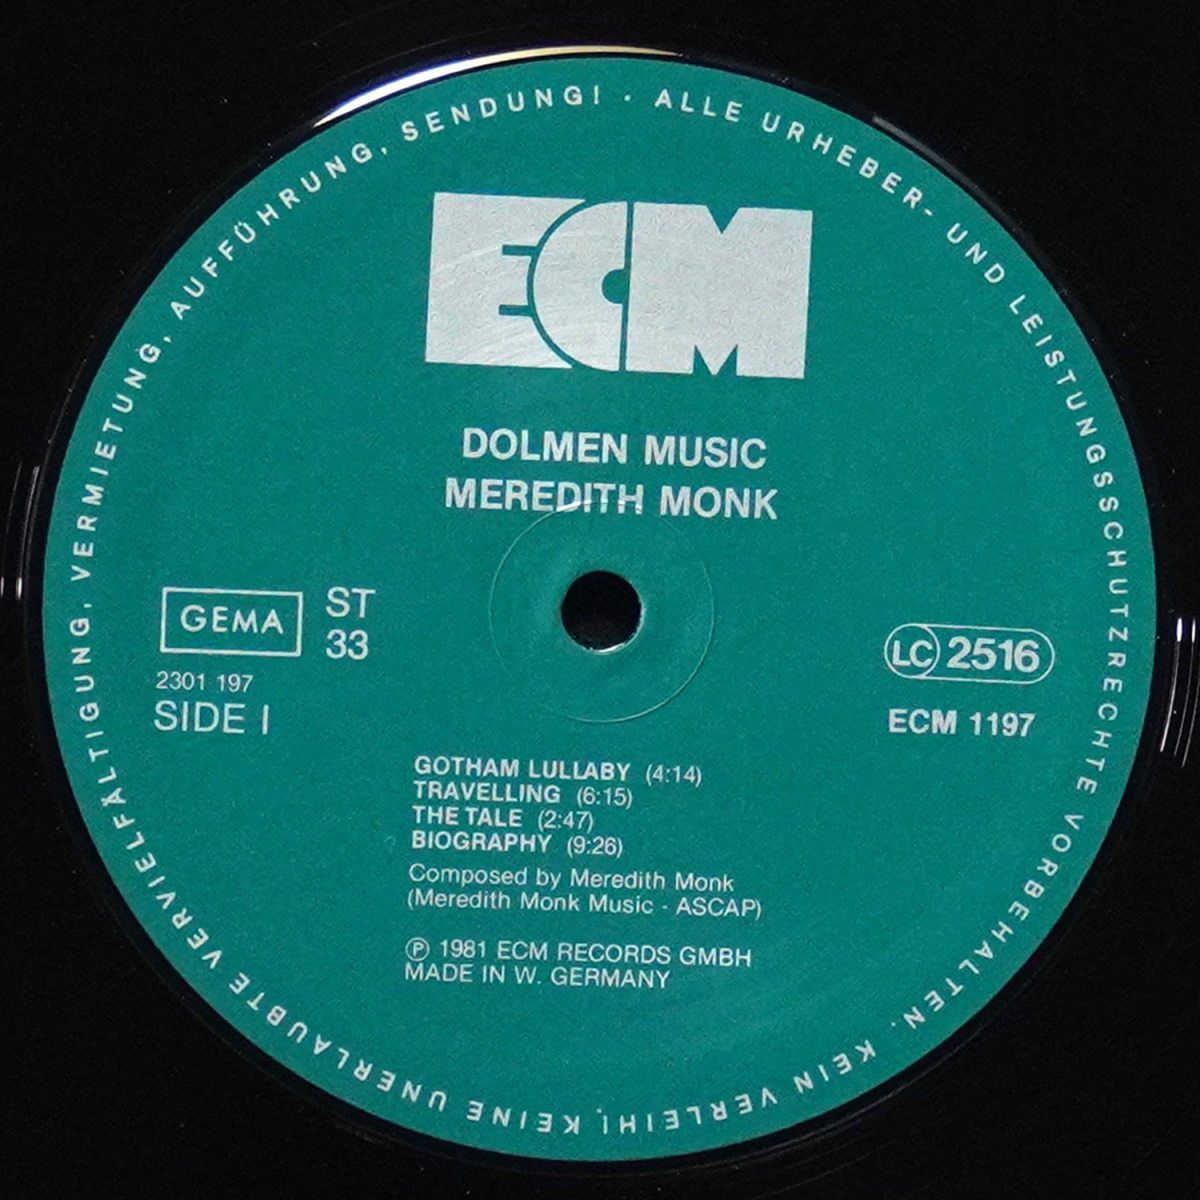 ALLE URHEBER- UND LEISTUNGSSCHUTZRECHTE VORBEHALTEN. KEIN VERLEIH! KEINE UNERLAUBTE VERVIELFÄLTIGUNG, VERMIETUNG, AUFFÜHRUNG, SENDUNG! ·
ECM
DOLMEN MUSIC
MEREDITH MONK
GEMA
ST
33
2301 197
SIDE I
LC 2516
ECM 1197
GOTHAM LULLABY (4:14)
TRAVELLING (6:15)
THE TALE (2:47)
BIOGRAPHY (9:26)
Composed by Meredith Monk
(Meredith Monk Music - ASCAP)
Ⓟ 1981 ECM RECORDS GMBH
MADE IN W. GERMANY